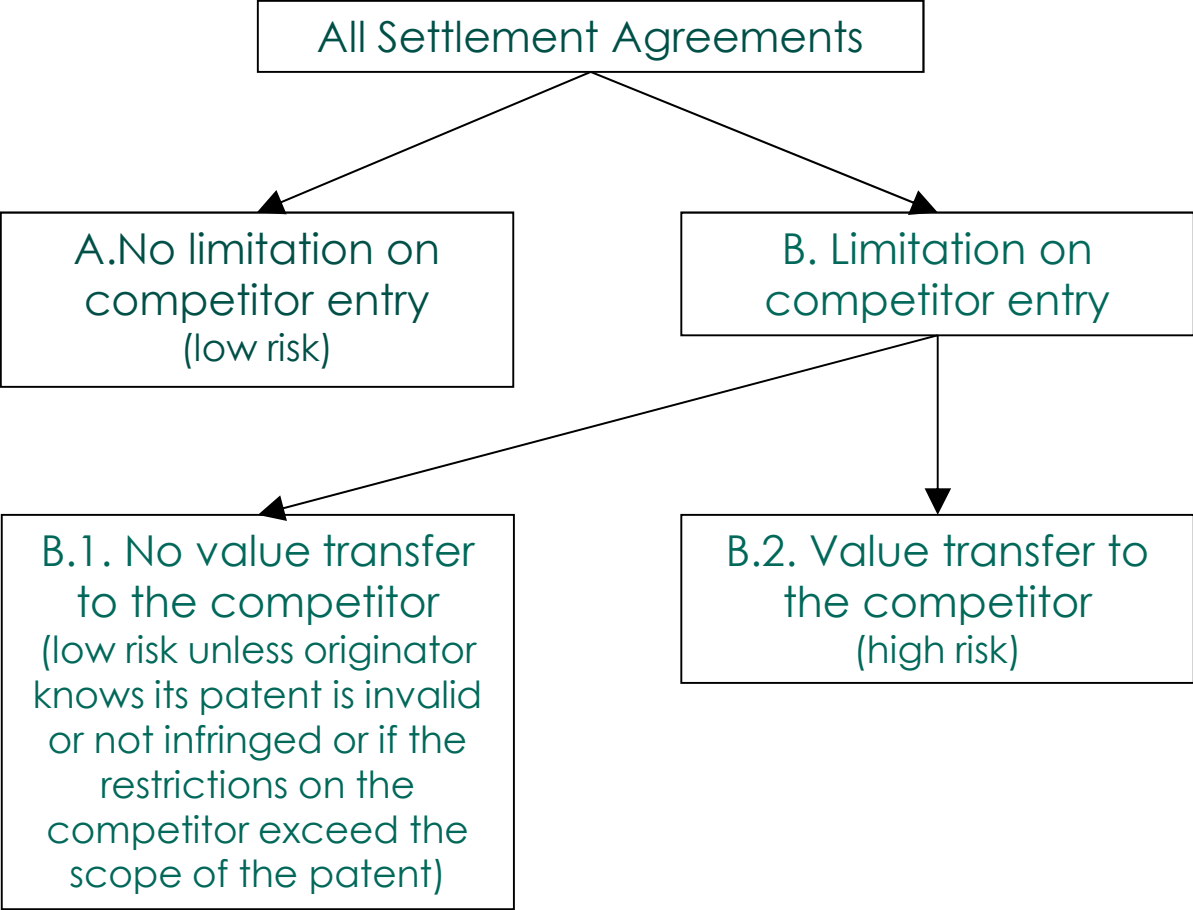 All Settlement Agreements
A.No limitation on
competitor entry
(low risk)
B. Limitation on
competitor entry
B.1. No value transfer
to the competitor
(low risk unless originator
knows its patent is invalid
or not infringed or if the
restrictions on the
competitor exceed the
scope of the patent)
B.2. Value transfer to
the competitor
(high risk)